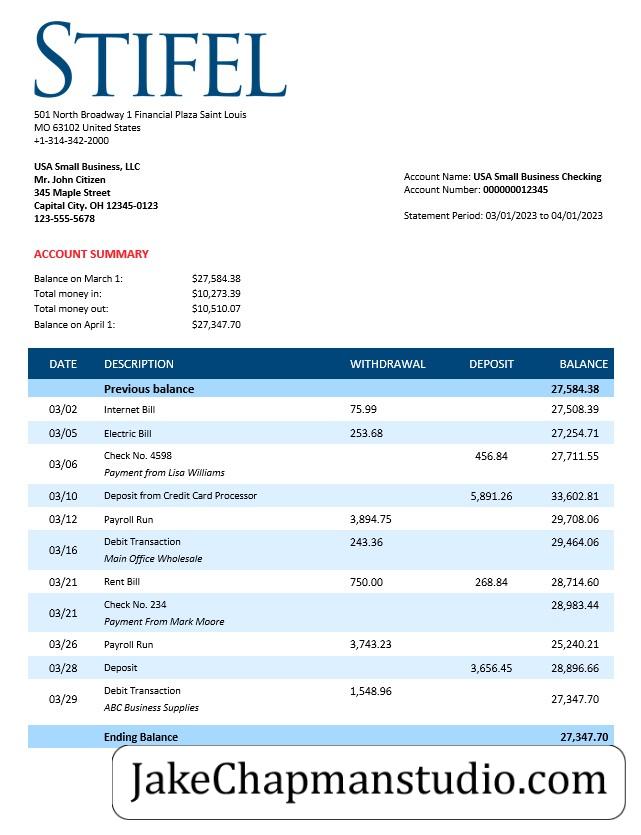 STIFEL
501 North Broadway 1 Financial Plaza Saint Louis
MO 63102 United States
+1-314-342-2000
USA Small Business, LLC
Mr. John Citizen
345 Maple Street
Capital City. OH 12345-0123
123-555-5678
Account Name: USA Small Business Checking
Account Number: 000000012345
Statement Period: 03/01/2023 to 04/01/2023
ACCOUNT SUMMARY
Balance on March 1: $27,584.38
Total money in: $10,273.39
Total money out: $10,510.07
Balance on April 1: $27,347.70
DATE DESCRIPTION WITHDRAWAL DEPOSIT BALANCE
Previous balance 27,584.38
03/02 Internet Bill 75.99 27,508.39
03/05 Electric Bill 253.68 27,254.71
03/06 Check No. 4598 456.84 27,711.55
Payment from Lisa Williams
03/10 Deposit from Credit Card Processor 5,891.26 33,602.81
03/12 Payroll Run 3,894.75 29,708.06
03/16 Debit Transaction 243.36 29,464.06
Main Office Wholesale
03/21 Rent Bill 750.00 268.84 28,714.60
03/21 Check No. 234 28,983.44
Payment From Mark Moore
03/26 Payroll Run 3,743.23 25,240.21
03/28 Deposit 3,656.45 28,896.66
03/29 Debit Transaction 1,548.96 27,347.70
ABC Business Supplies
Ending Balance 27,347.70
JakeChapmanstudio.com